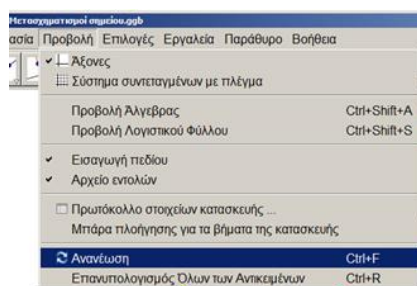 Μετασχηματισμοί σημείου.ggb
ασία Προβολή Επιλογές Εργαλεία Παράθυρο Βοήθεια
Άξονες
Σύστημα συντεταγμένων με πλέγμα
Προβολή Άλγεβρας Ctrl+Shift+A
Προβολή Λογιστικού Φύλλου Ctrl+Shift+S
Εισαγωγή πεδίου
Αρχείο εντολών
Πρωτόκολλο στοιχείων κατασκευής ...
Μπάρα πλοήγησης για τα βήματα της κατασκευής
Ανανέωση Ctrl+F
Επανυπολογισμός Όλων των Αντικειμένων Ctrl+R